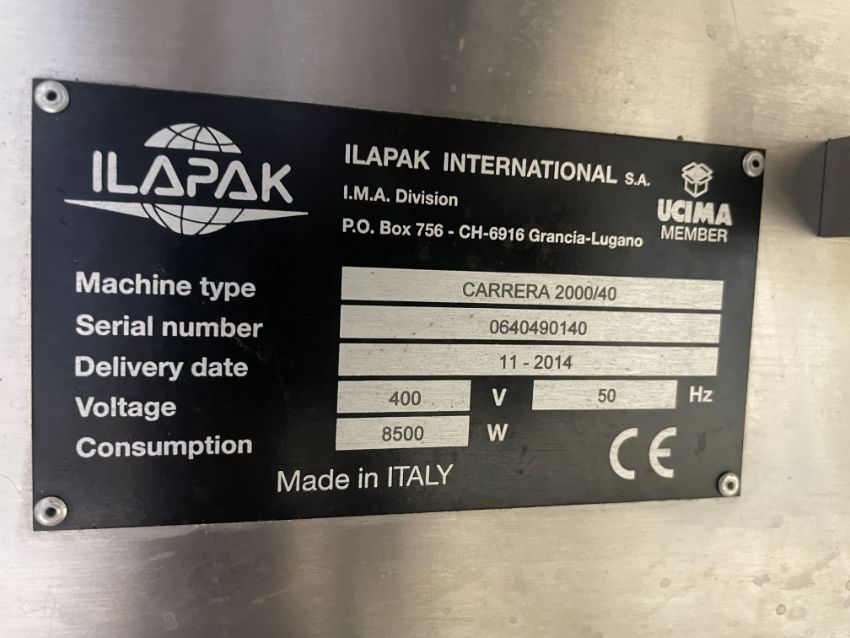 ILAPAK
ILAPAK INTERNATIONAL S.A.
I.M.A. Division
P.O. Box 756 - CH-6916 Grancia-Lugano
UCIMA
MEMBER
Machine type CARRERA 2000/40
Serial number 0640490140
Delivery date 11 - 2014
Voltage 400 V 50 Hz
Consumption 8500 W
Made in ITALY
CE